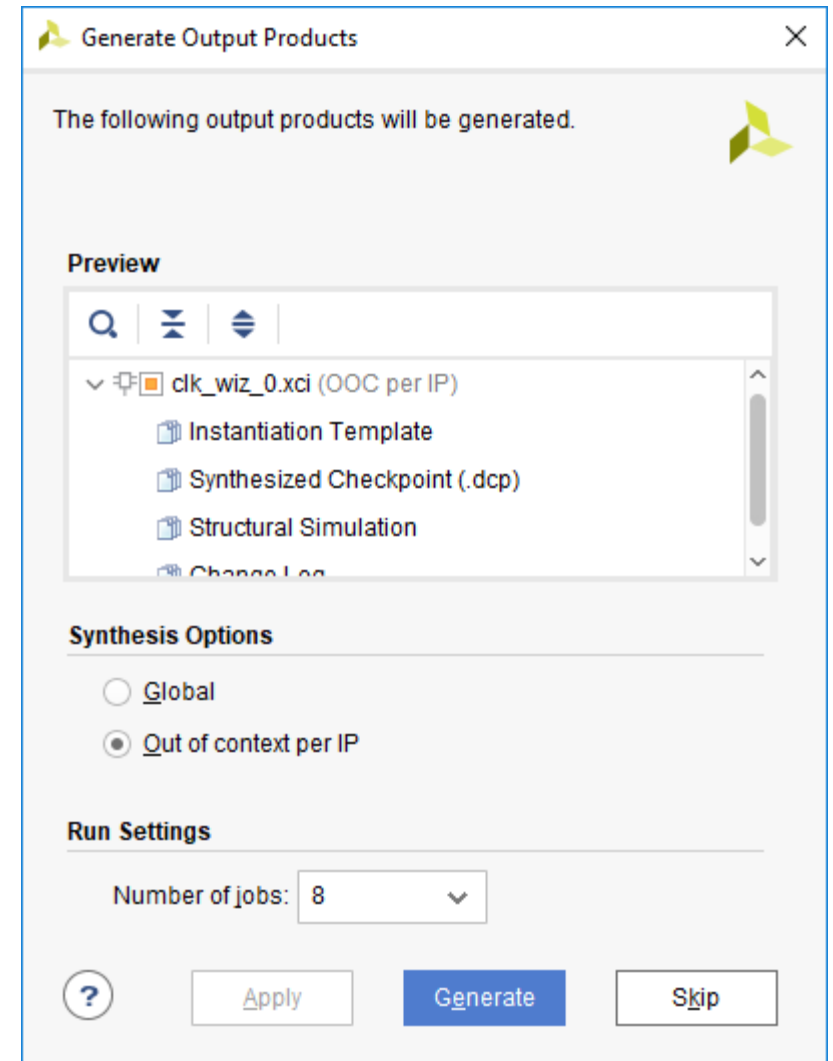 Generate Output Products
The following output products will be generated.
Preview
clk_wiz_0.xci (OOC per IP)
Instantiation Template
Synthesized Checkpoint (.dcp)
Structural Simulation
Change Log
Synthesis Options
Global
Out of context per IP
Run Settings
Number of jobs: 8
?
Apply
Generate
Skip